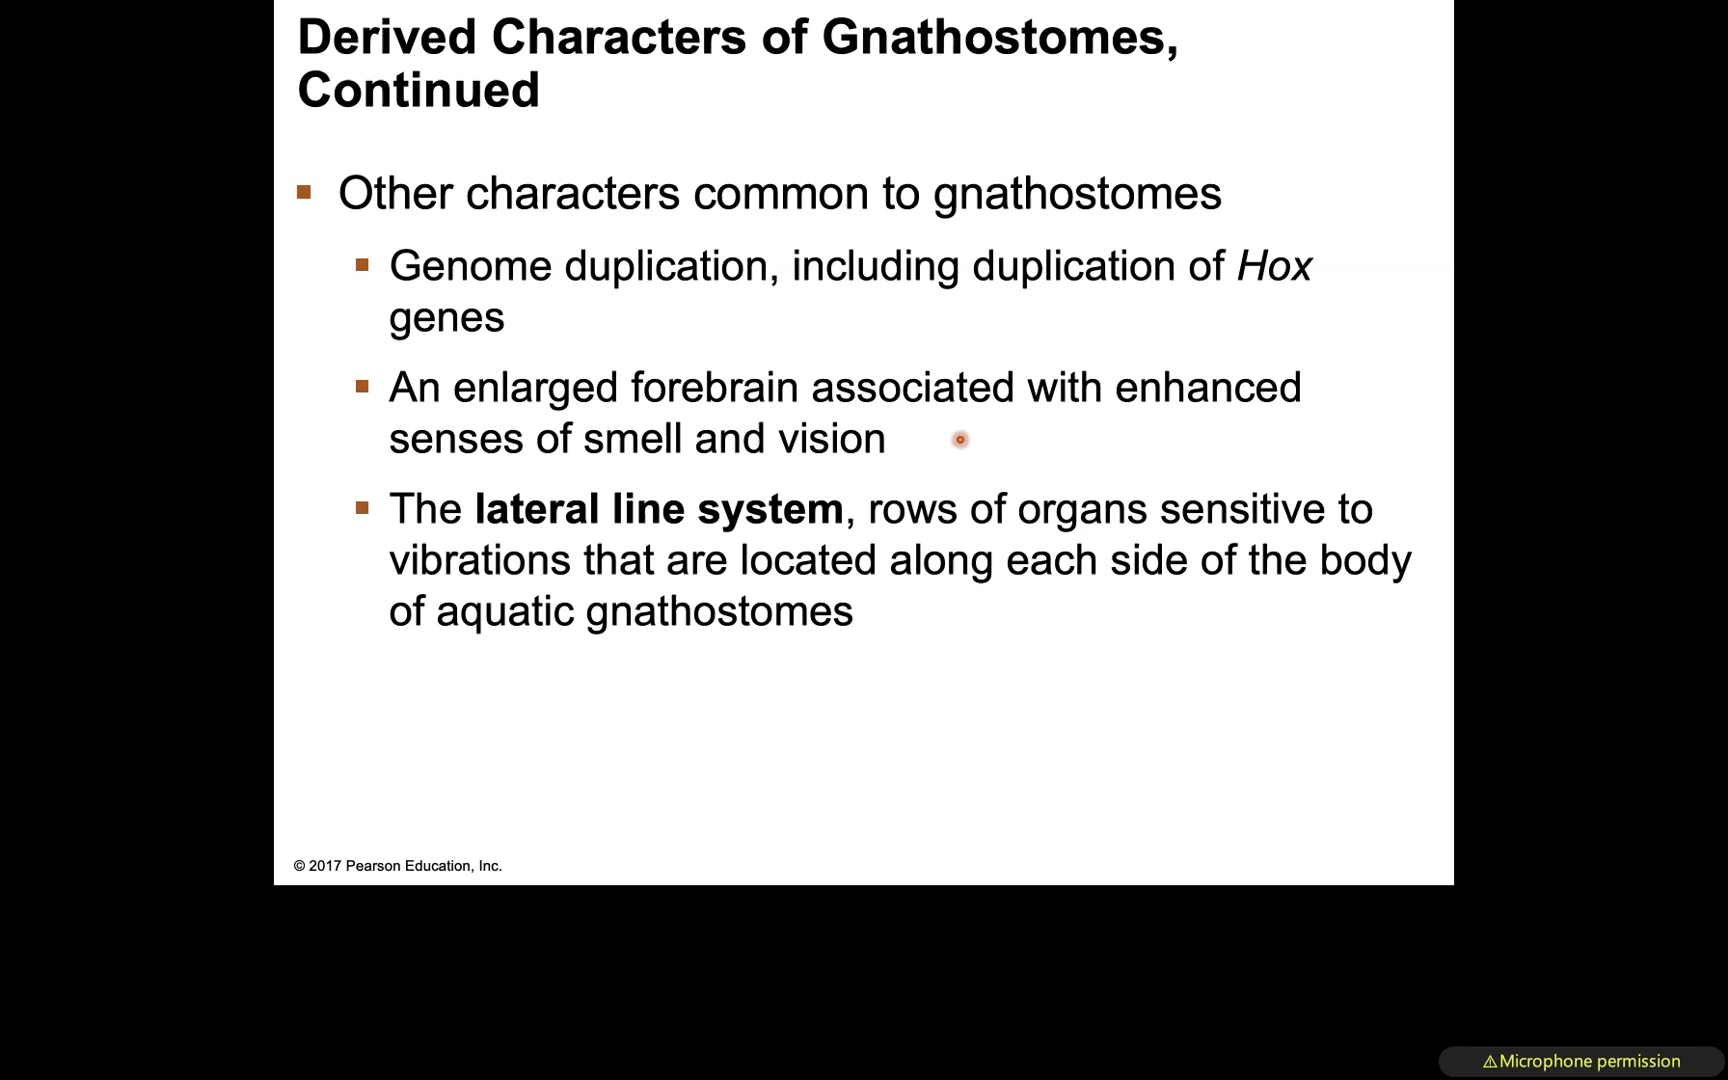 Derived Characters of Gnathostomes,
Continued
Other characters common to gnathostomes
Genome duplication, including duplication of Hox
genes
An enlarged forebrain associated with enhanced
senses of smell and vision
The lateral line system, rows of organs sensitive to
vibrations that are located along each side of the body
of aquatic gnathostomes
© 2017 Pearson Education, Inc.
⚠Microphone permission